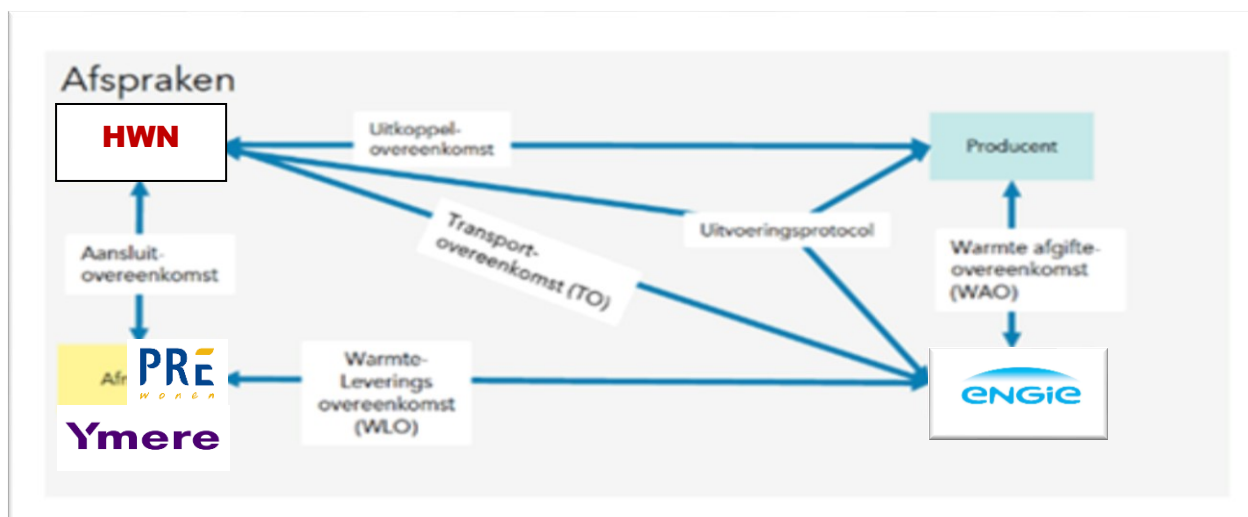 Afspraken
HWN
Uitkoppel-
overeenkomst
Producent
Transport-
overeenkomst (TO)
Uitvoeringsprotocol
Aansluit-
overeenkomst
Warmte afgifte-
overeenkomst
(WAO)
PRE
wonen
Ymere
Warmte-
Leverings
overeenkomst
(WLO)
ENGIE